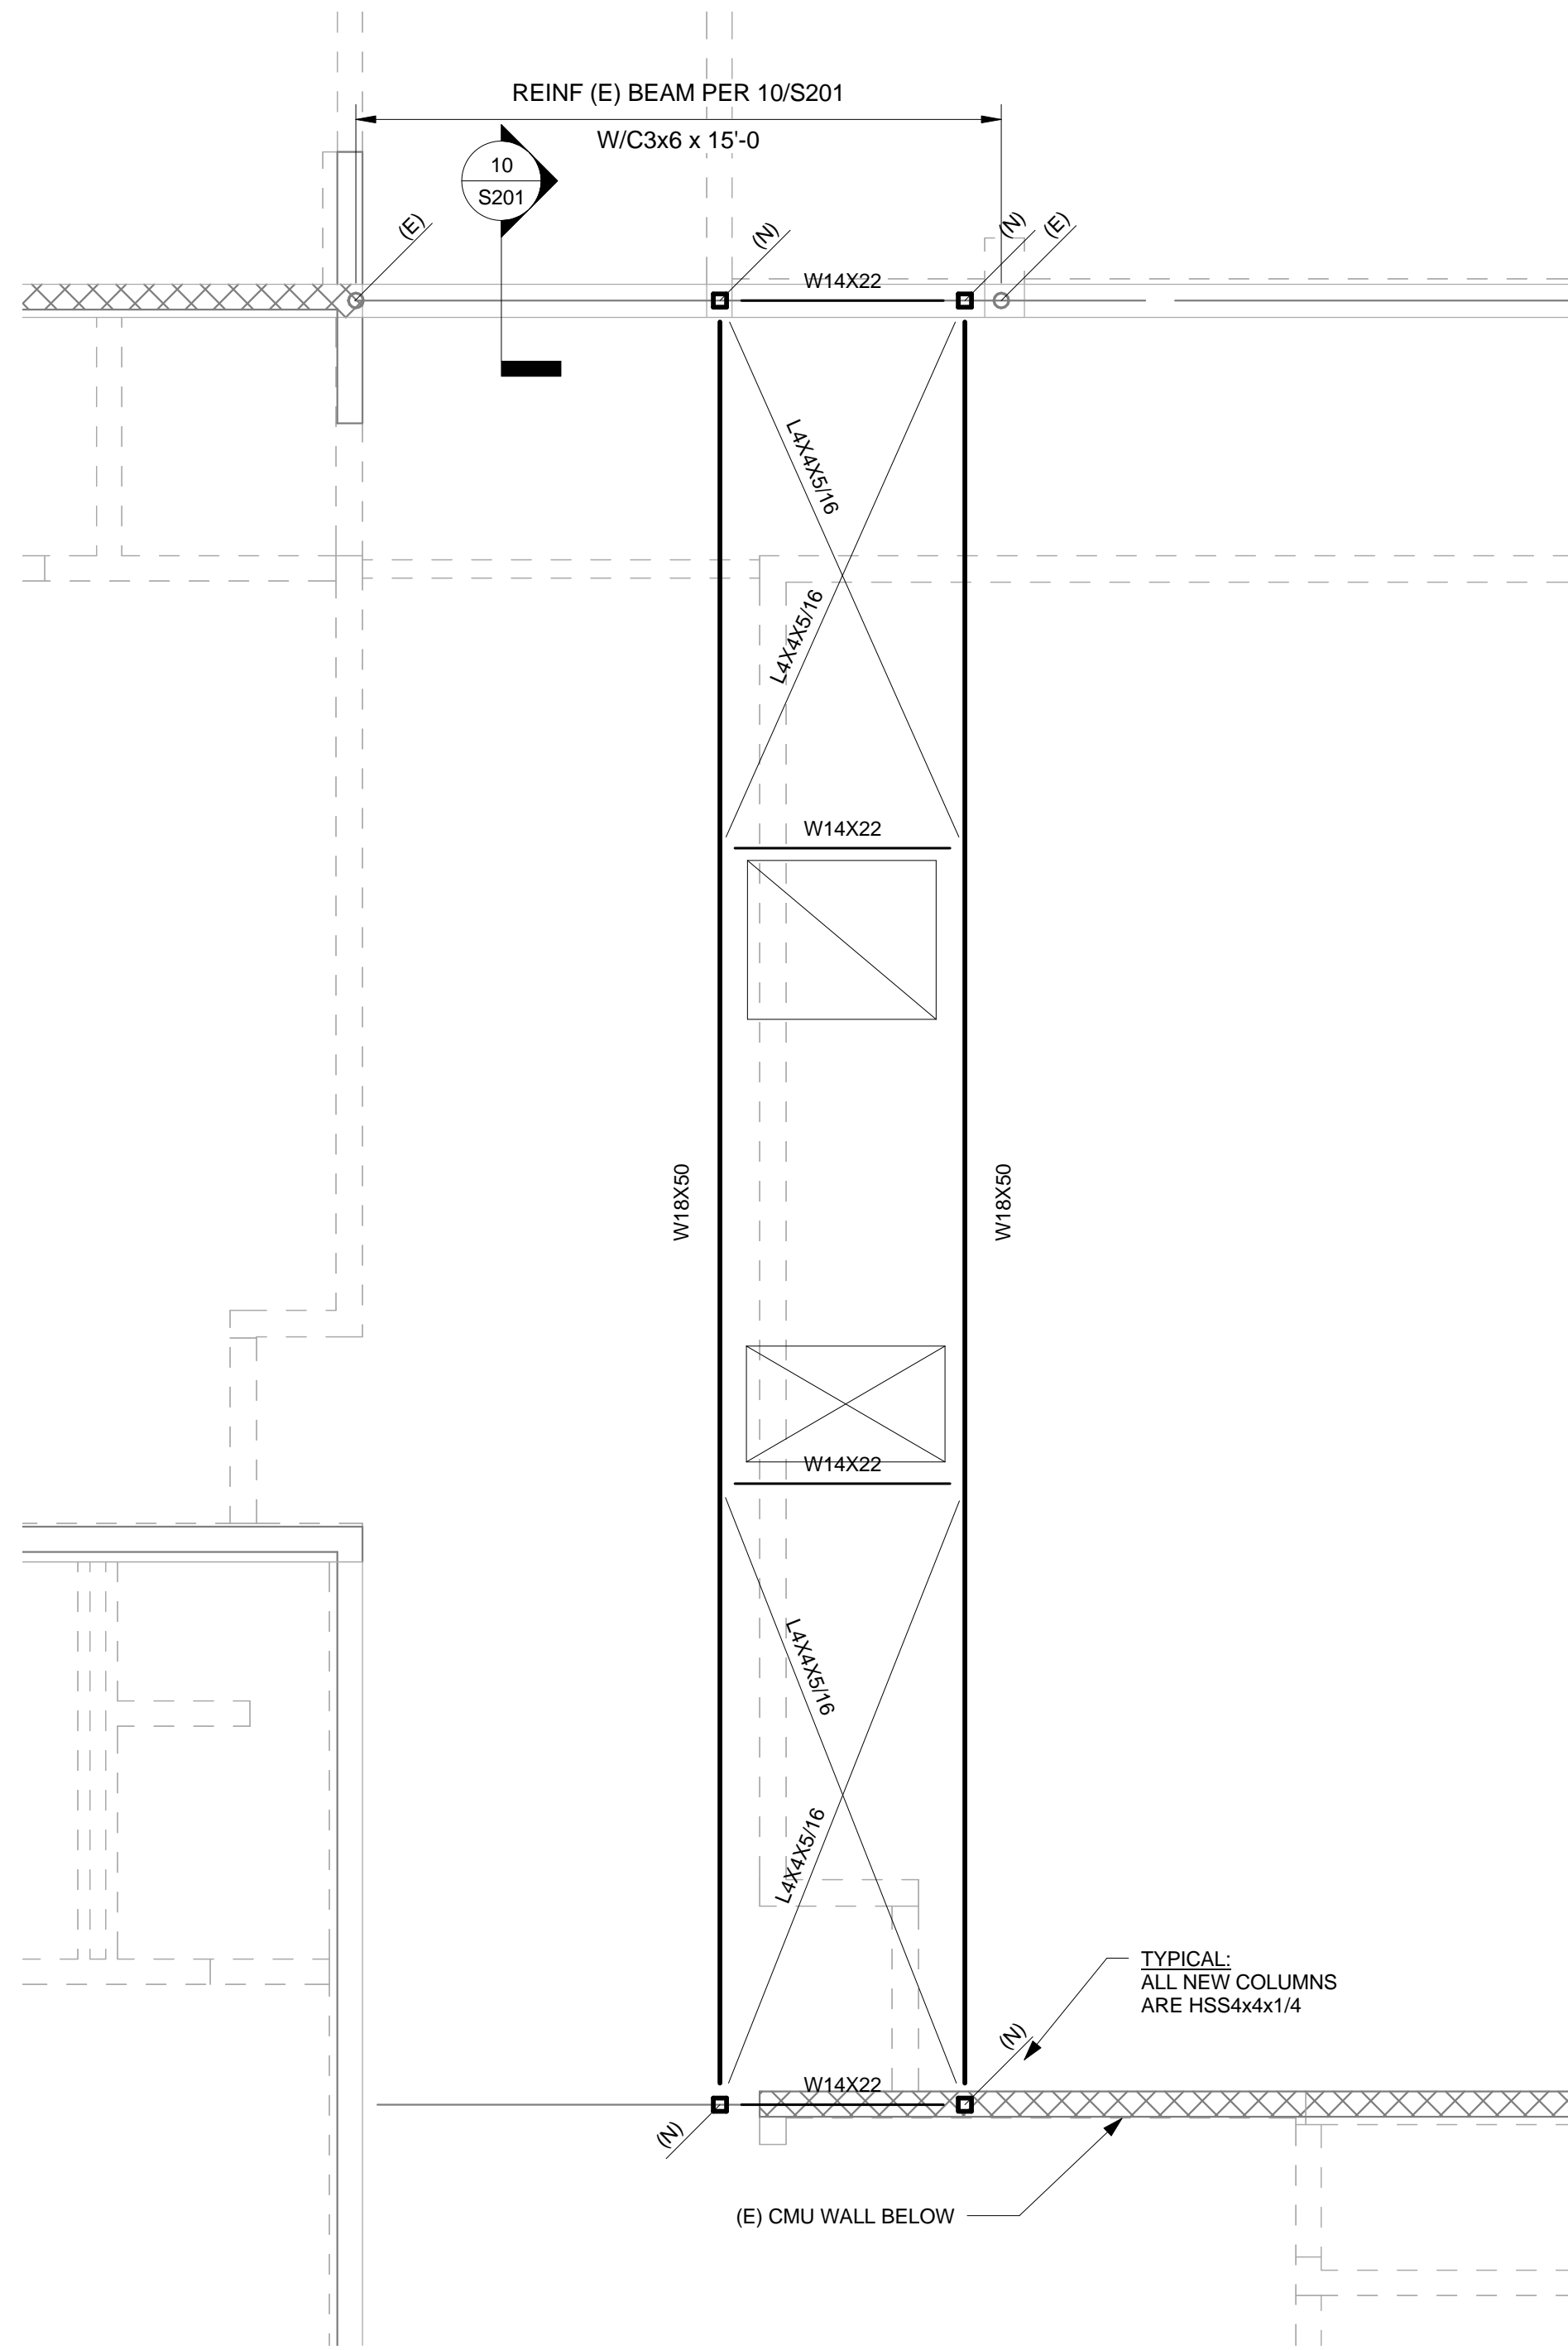 REINF (E) BEAM PER 10/S201
W/C3x6 x 15'-0
10
S201
(E)
(N)
(N)
(E)
W14X22
L4X4X5/16
L4X4X5/16
W14X22
W18X50
W18X50
W14X22
L4X4X5/16
L4X4X5/16
TYPICAL:
ALL NEW COLUMNS
ARE HSS4x4x1/4
(N)
W14X22
(N)
(E) CMU WALL BELOW